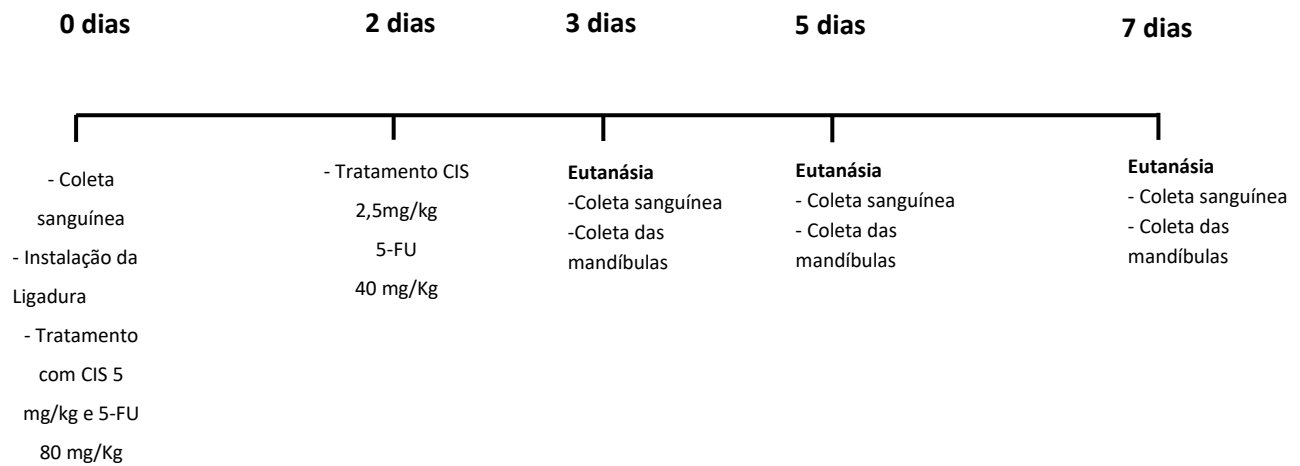 0 dias
2 dias
3 dias
5 dias
7 dias
- Coleta
sanguínea
- Instalação da
Ligadura
- Tratamento
com CIS 5
mg/kg e 5-FU
80 mg/Kg
- Tratamento CIS
2,5mg/kg
5-FU
40 mg/Kg
Eutanásia
-Coleta sanguínea
-Coleta das
mandíbulas
Eutanásia
- Coleta sanguínea
- Coleta das
mandíbulas
Eutanásia
- Coleta sanguínea
- Coleta das
mandíbulas